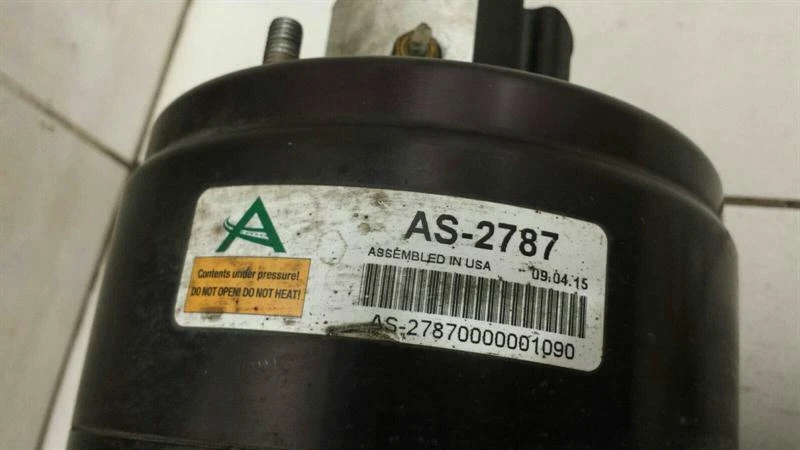 A
AS-2787
ASSEMBLED IN USA 09.04.15
Contents under pressure!
DO NOT OPEN! DO NOT HEAT!
AS-27870000001090